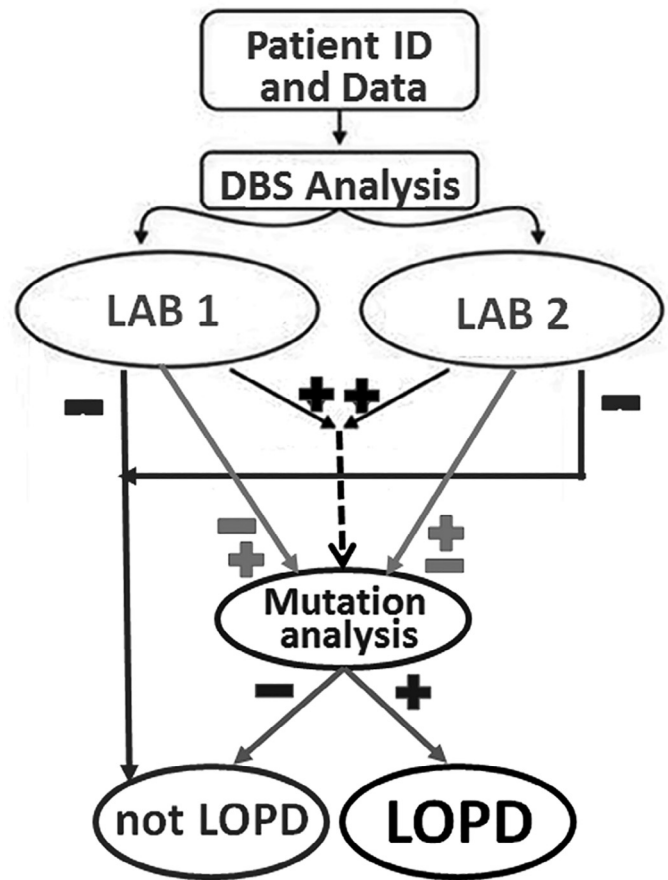 Patient ID
and Data
DBS Analysis
LAB 1
LAB 2
-
+ +
-
-
+
+
-
Mutation
analysis
-
+
not LOPD
LOPD